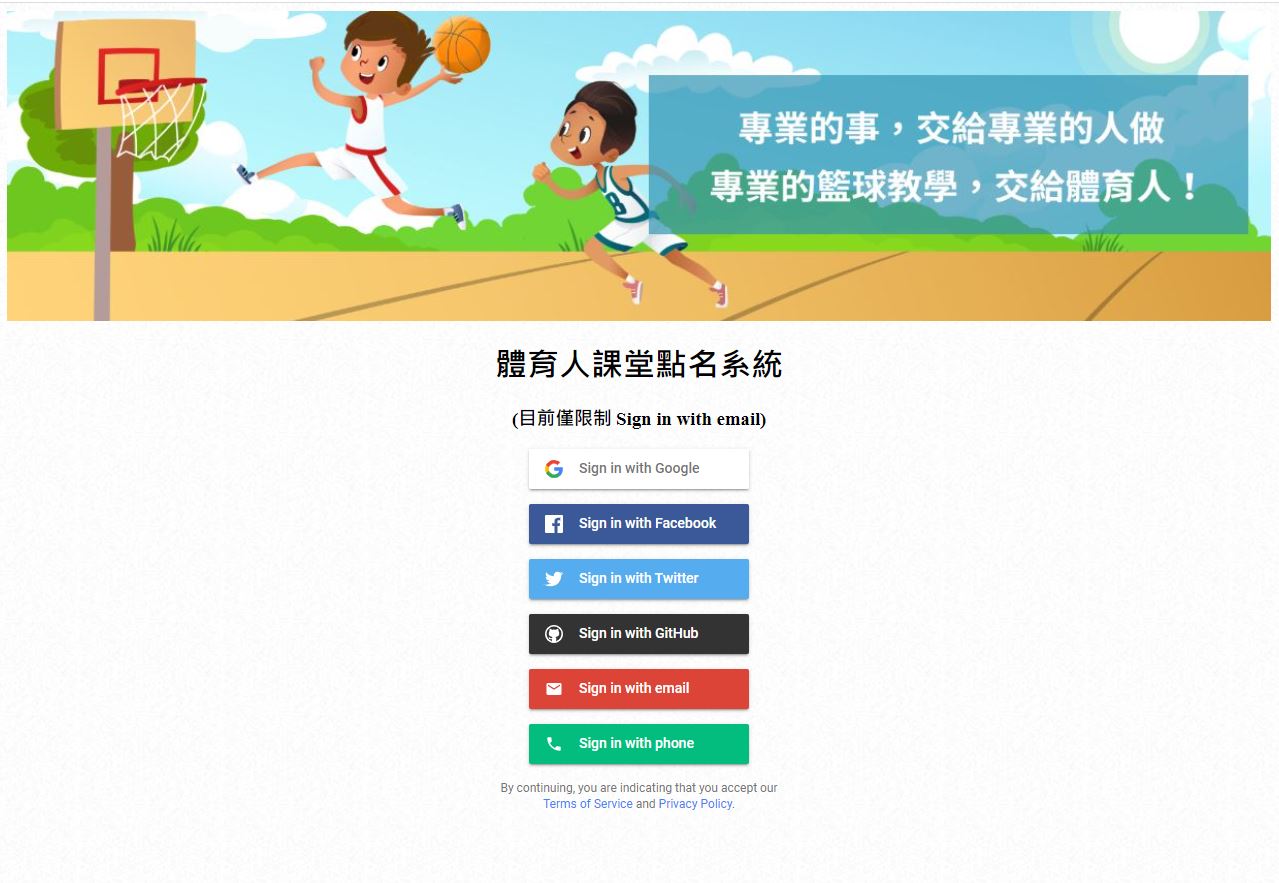 專業的事，交給專業的人做
專業的籃球教學，交給體育人！
8
體育人課堂點名系統
(目前僅限制 Sign in with email)
Sign in with Google
Sign in with Facebook
Sign in with Twitter
Sign in with GitHub
Sign in with email
Sign in with phone
By continuing, you are indicating that you accept our
Terms of Service and Privacy Policy.